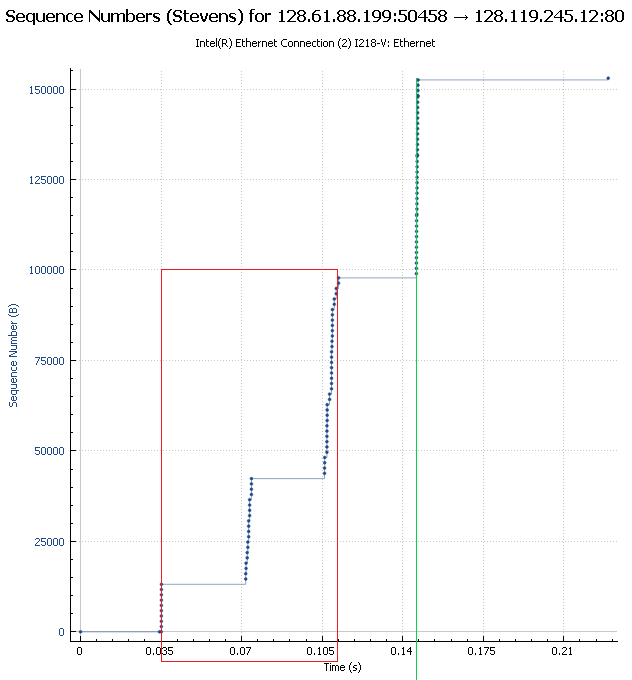 Sequence Numbers (Stevens) for 128.61.88.199:50458 → 128.119.245.12:80
Intel(R) Ethernet Connection (2) I218-V: Ethernet
Sequence Number (B)
150000
125000
100000
75000
50000
25000
0
0 0.035 0.07 0.105 0.14 0.175 0.21
Time (s)